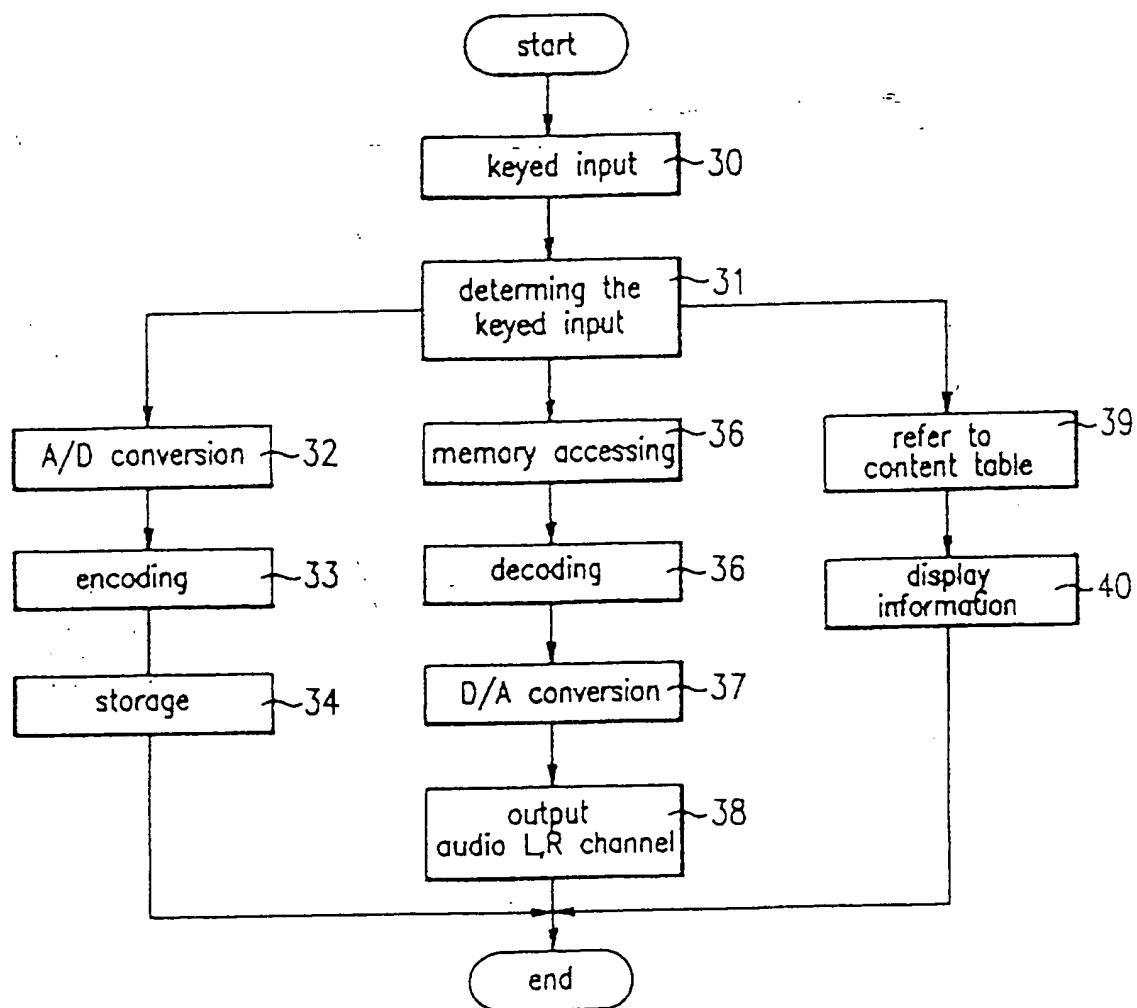 start
keyed input
30
determing the
keyed input
31
A/D conversion
32
memory accessing
36
refer to
content table
39
encoding
33
decoding
36
display
information
40
storage
34
D/A conversion
37
output
audio L,R channel
38
end